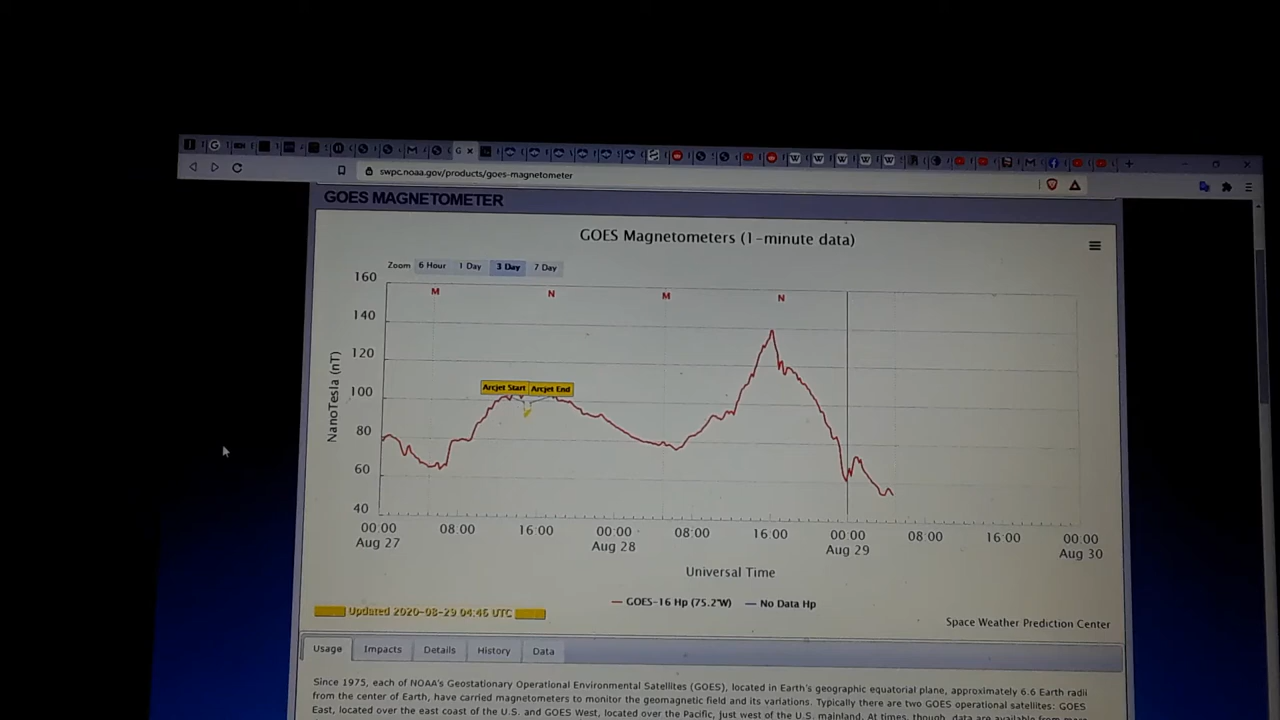 swpc.noaa.gov/products/goes-magnetometer
GOES MAGNETOMETER
GOES Magnetometers (1-minute data)
Zoom 6 Hour 1 Day 3 Day 7 Day
160
140
120
100
80
60
40
NanoTesla (nT)
M N M N
Arcjet Start Arcjet End
00:00 08:00 16:00 00:00 08:00 16:00 00:00 08:00 16:00 00:00
Aug 27 Aug 28 Aug 29 Aug 30
Universal Time
GOES-16 Hp (75.2°W) No Data Hp
Updated 2020-08-29 04:46 UTC
Space Weather Prediction Center
Usage Impacts Details History Data
Since 1975, each of NOAA's Geostationary Operational Environmental Satellites (GOES), located in Earth's geographic equatorial plane, approximately 6.6 Earth radii
from the center of Earth, have carried magnetometers to monitor the geomagnetic field and its variations. Typically there are two GOES operational satellites: GOES
East, located over the east coast of the U.S. and GOES West, located over the Pacific, just west of the U.S. mainland. At times, though, data are available from